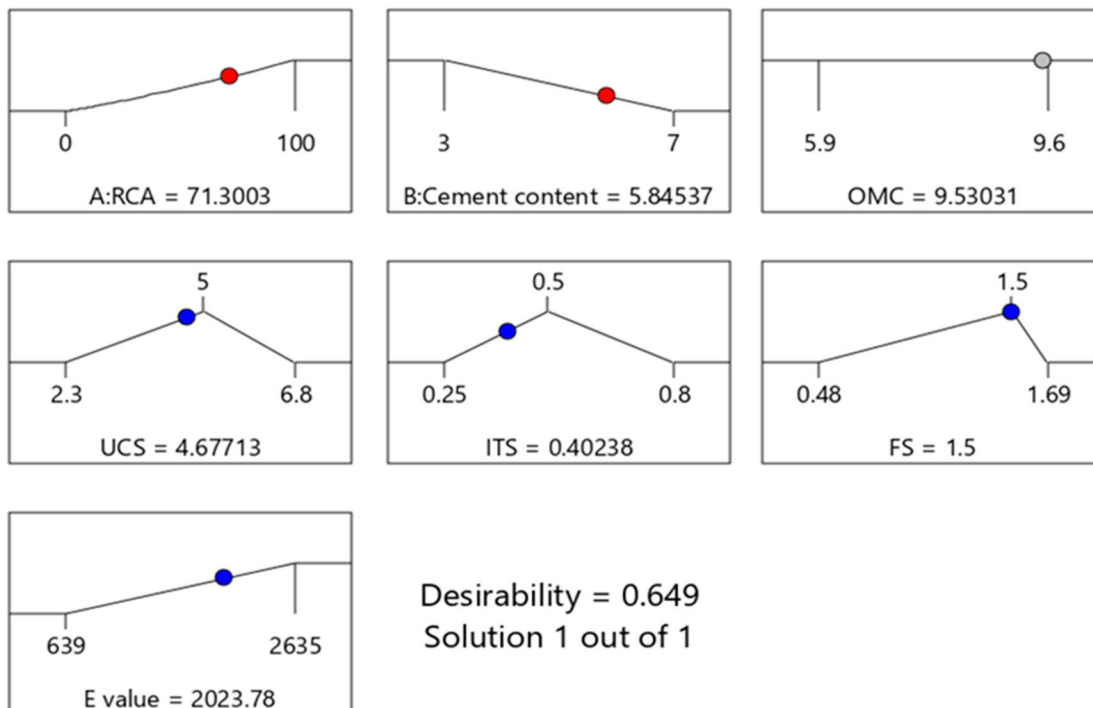 0
100
A:RCA = 71.3003
3
7
B:Cement content = 5.84537
5.9
9.6
OMC = 9.53031
5
2.3
6.8
UCS = 4.67713
0.5
0.25
0.8
ITS = 0.40238
1.5
0.48
1.69
FS = 1.5
639
2635
E value = 2023.78
Desirability = 0.649
Solution 1 out of 1